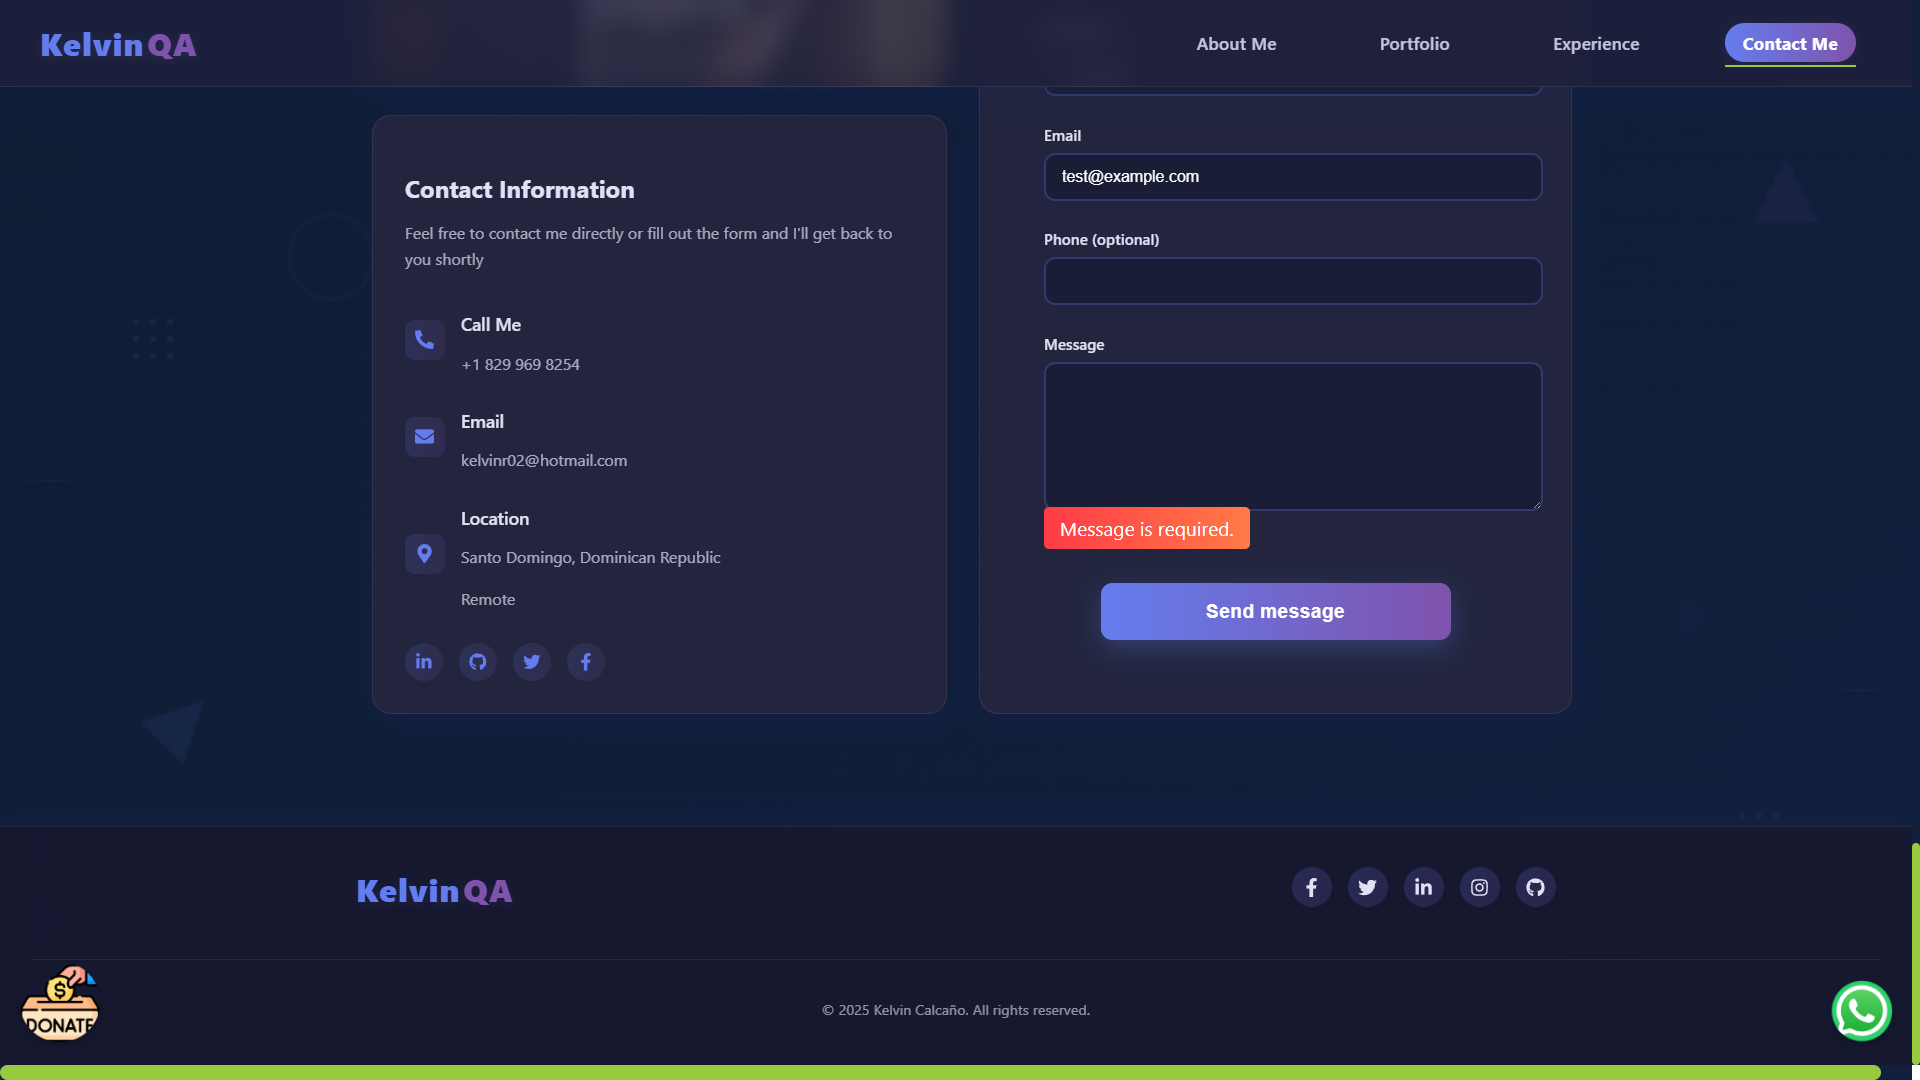 KelvinQA
About Me
Portfolio
Experience
Contact Me
Contact Information
Feel free to contact me directly or fill out the form and I'll get back to
you shortly
Call Me
+1 829 969 8254
Email
kelvinr02@hotmail.com
Location
Santo Domingo, Dominican Republic
Remote
Email
test@example.com
Phone (optional)
Message
Message is required.
Send message
KelvinQA
DONATE
© 2025 Kelvin Calcaño. All rights reserved.